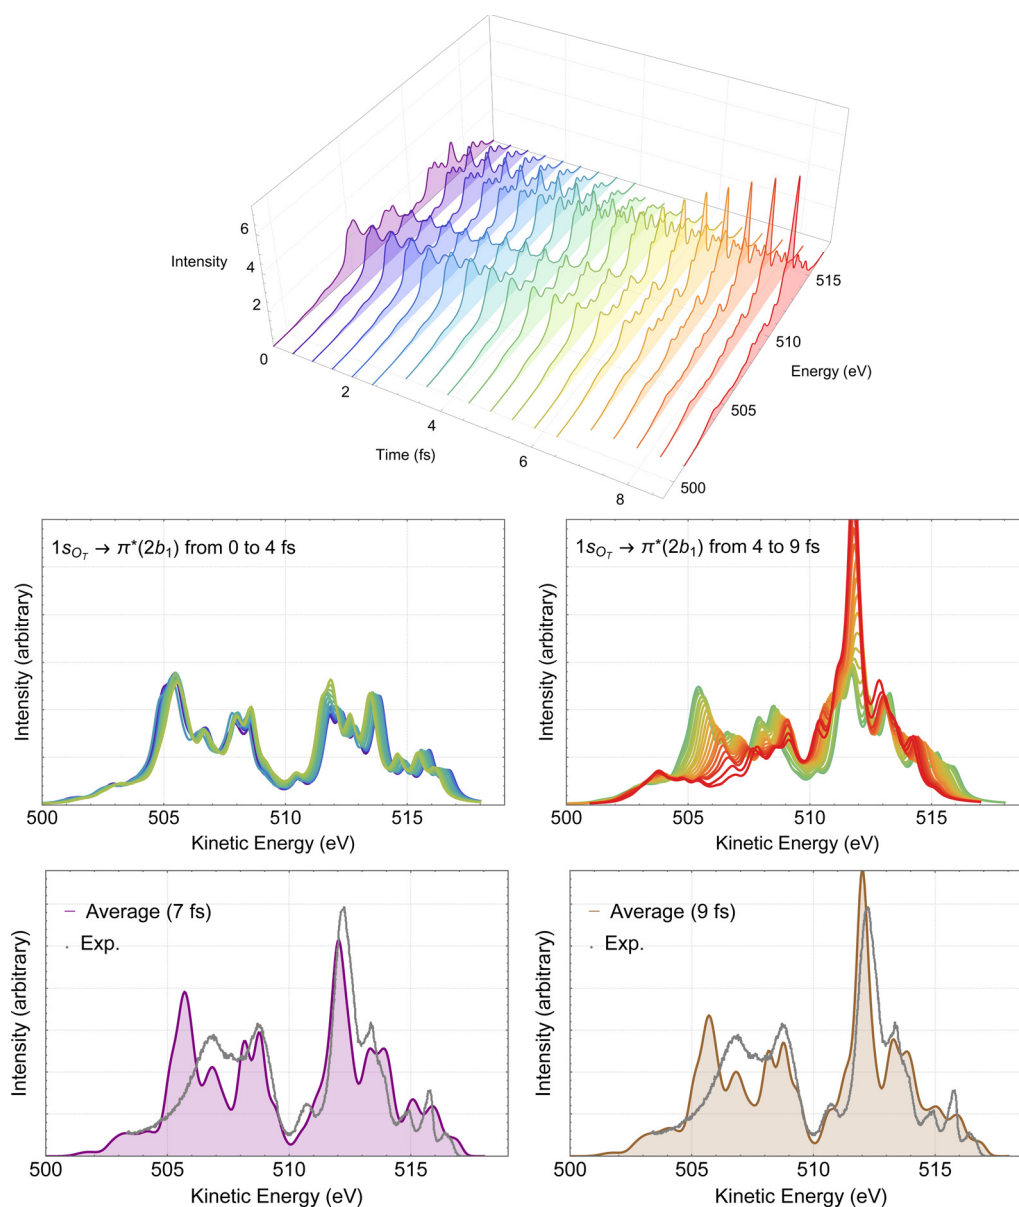 6
Intensity
4
2
0
2
4
6
8
Time (fs)
515
510
Energy (eV)
505
500
1s_{O_T} → π*(2b₁) from 0 to 4 fs
Intensity (arbitrary)
500 505 510 515
Kinetic Energy (eV)
1s_{O_T} → π*(2b₁) from 4 to 9 fs
Intensity (arbitrary)
500 505 510 515
Kinetic Energy (eV)
Average (7 fs)
Exp.
Intensity (arbitrary)
500 505 510 515
Kinetic Energy (eV)
Average (9 fs)
Exp.
Intensity (arbitrary)
500 505 510 515
Kinetic Energy (eV)